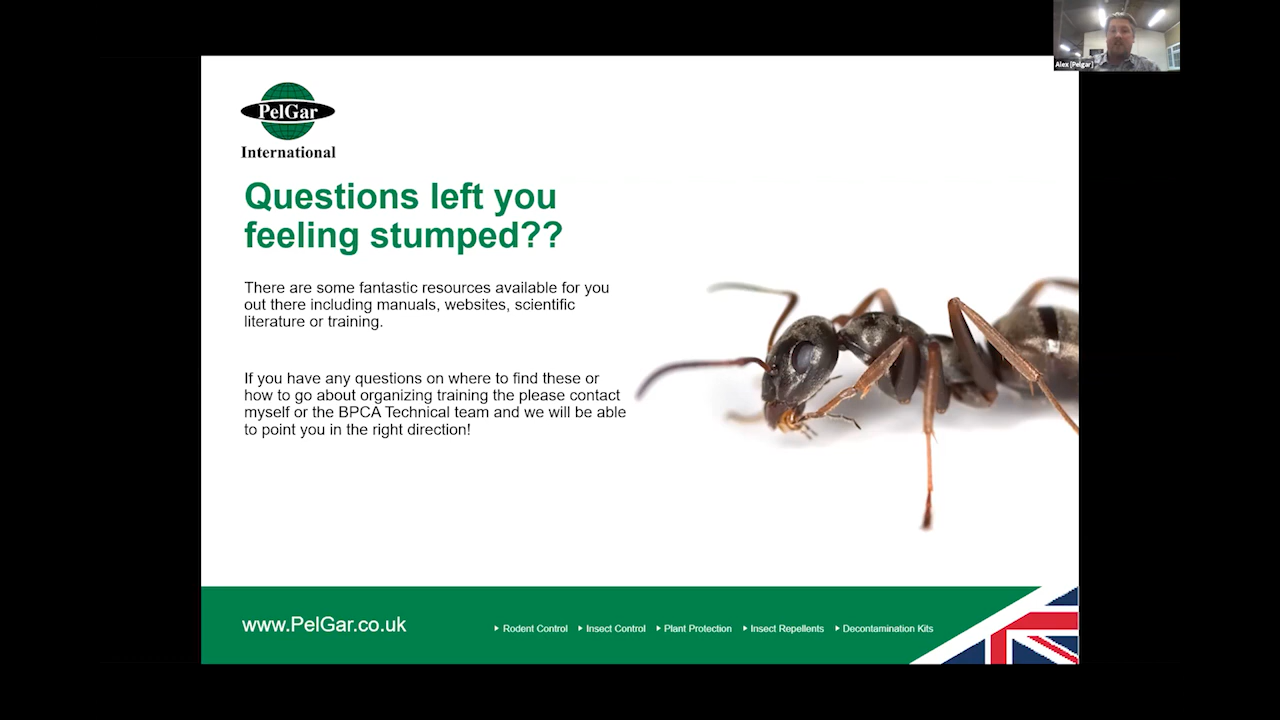 Alex [Pelgar]
PelGar
International
Questions left you
feeling stumped??
There are some fantastic resources available for you
out there including manuals, websites, scientific
literature or training.
If you have any questions on where to find these or
how to go about organizing training the please contact
myself or the BPCA Technical team and we will be able
to point you in the right direction!
www.PelGar.co.uk
Rodent Control Insect Control Plant Protection Insect Repellents Decontamination Kits